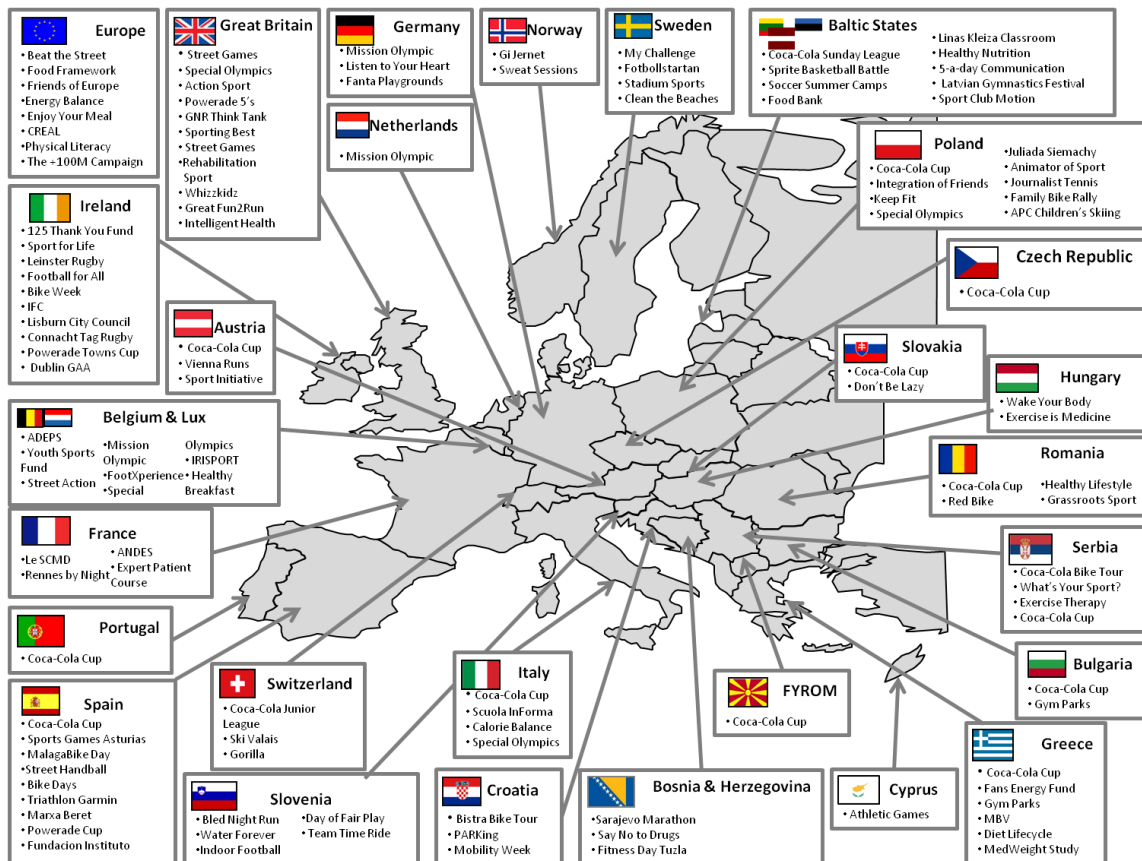 Europe
• Beat the Street
• Food Framework
• Friends of Europe
• Energy Balance
• Enjoy Your Meal
• CREAL
• Physical Literacy
• The +100M Campaign
Great Britain
• Street Games
• Special Olympics
• Action Sport
• Powerade 5's
• GNR Think Tank
• Sporting Best
• Street Games
• Rehabilitation
Sport
• Whizzkidz
• Great Fun2Run
• Intelligent Health
Germany
• Mission Olympic
• Listen to Your Heart
• Fanta Playgrounds
Netherlands
• Mission Olympic
Norway
• Gi Jernet
• Sweat Sessions
Sweden
• My Challenge
• Fotbollstartan
• Stadium Sports
• Clean the Beaches
Baltic States
• Coca-Cola Sunday League
• Sprite Basketball Battle
• Soccer Summer Camps
• Food Bank
• Linas Kleiza Classroom
• Healthy Nutrition
• 5-a-day Communication
• Latvian Gymnastics Festival
• Sport Club Motion
Poland
• Coca-Cola Cup
• Integration of Friends
• Keep Fit
• Special Olympics
• Juliada Siemachy
• Animator of Sport
• Journalist Tennis
• Family Bike Rally
• APC Children's Skiing
Ireland
• 125 Thank You Fund
• Sport for Life
• Leinster Rugby
• Football for All
• Bike Week
• IFC
• Lisburn City Council
• Connacht Tag Rugby
• Powerade Towns Cup
• Dublin GAA
Austria
• Coca-Cola Cup
• Vienna Runs
• Sport Initiative
Czech Republic
• Coca-Cola Cup
Slovakia
• Coca-Cola Cup
• Don't Be Lazy
Hungary
• Wake Your Body
• Exercise is Medicine
Belgium & Lux
• ADEPS
• Youth Sports
Fund
• Street Action
• Mission
Olympic
• FootXperience
• Special
Olympics
• IRISPORT
• Healthy
Breakfast
Romania
• Coca-Cola Cup
• Red Bike
• Healthy Lifestyle
• Grassroots Sport
France
• Le SCMD
• Rennes by Night
• ANDES
• Expert Patient
Course
Serbia
• Coca-Cola Bike Tour
• What's Your Sport?
• Exercise Therapy
• Coca-Cola Cup
Portugal
• Coca-Cola Cup
Bulgaria
• Coca-Cola Cup
• Gym Parks
Spain
• Coca-Cola Cup
• Sports Games Asturias
• MalagaBike Day
• Street Handball
• Bike Days
• Triathlon Garmin
• Marxa Beret
• Powerade Cup
• Fundacion Instituto
Switzerland
• Coca-Cola Junior
League
• Ski Valais
• Gorilla
Italy
• Coca-Cola Cup
• Scuola InForma
• Calorie Balance
• Special Olympics
FYROM
• Coca-Cola Cup
Greece
• Coca-Cola Cup
• Fans Energy Fund
• Gym Parks
• MBV
• Diet Lifecycle
• MedWeight Study
Slovenia
• Bled Night Run
• Water Forever
• Indoor Football
• Day of Fair Play
• Team Time Ride
Croatia
• Bistra Bike Tour
• PARKing
• Mobility Week
Bosnia & Herzegovina
• Sarajevo Marathon
• Say No to Drugs
• Fitness Day Tuzla
Cyprus
• Athletic Games